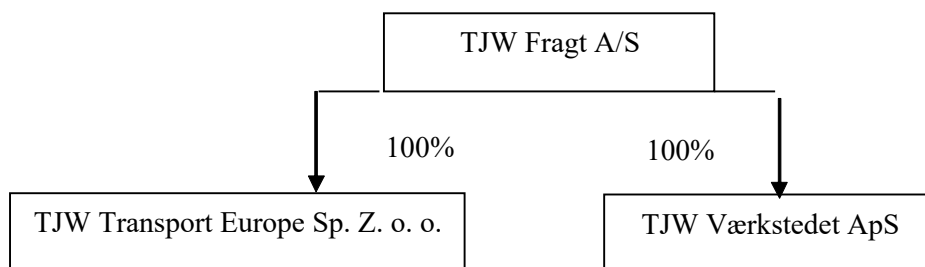 TJW Fragt A/S
100%
100%
TJW Transport Europe Sp. Z. o. o.
TJW Værkstedet ApS